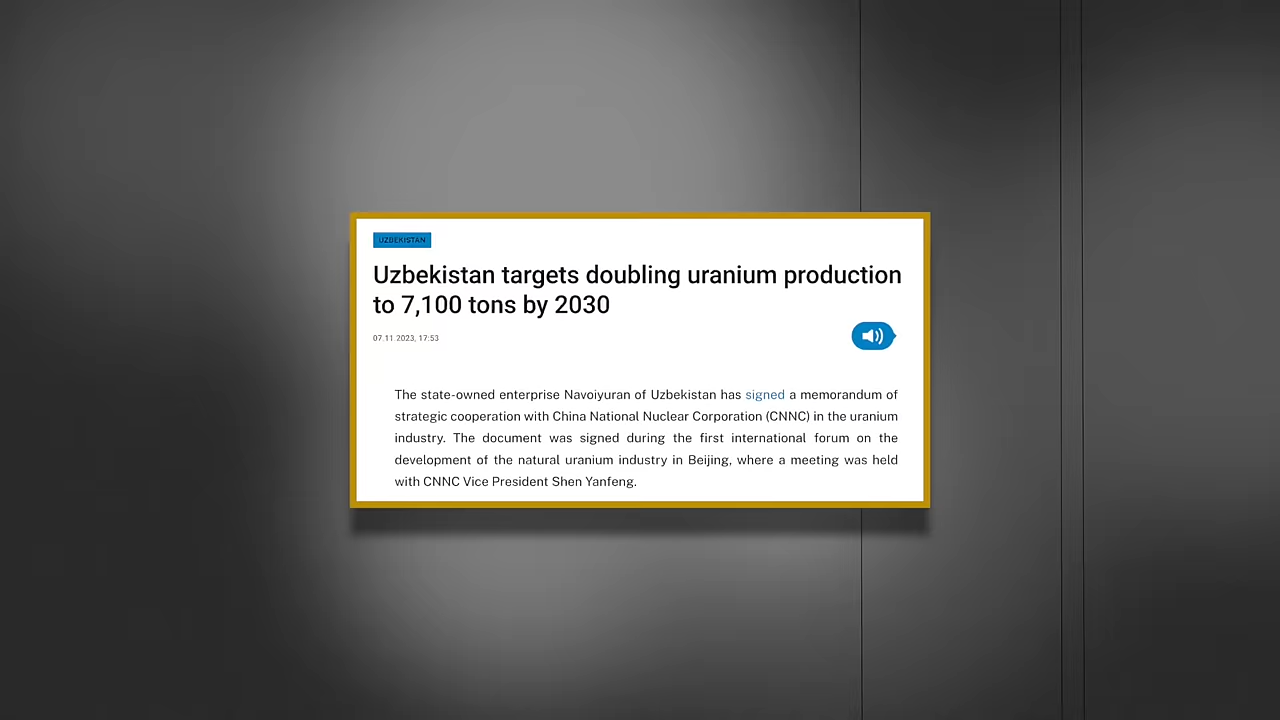 UZBEKISTAN
Uzbekistan targets doubling uranium production
to 7,100 tons by 2030
07.11.2023, 17:53
The state-owned enterprise Navoiyuran of Uzbekistan has signed a memorandum of
strategic cooperation with China National Nuclear Corporation (CNNC) in the uranium
industry. The document was signed during the first international forum on the
development of the natural uranium industry in Beijing, where a meeting was held
with CNNC Vice President Shen Yanfeng.